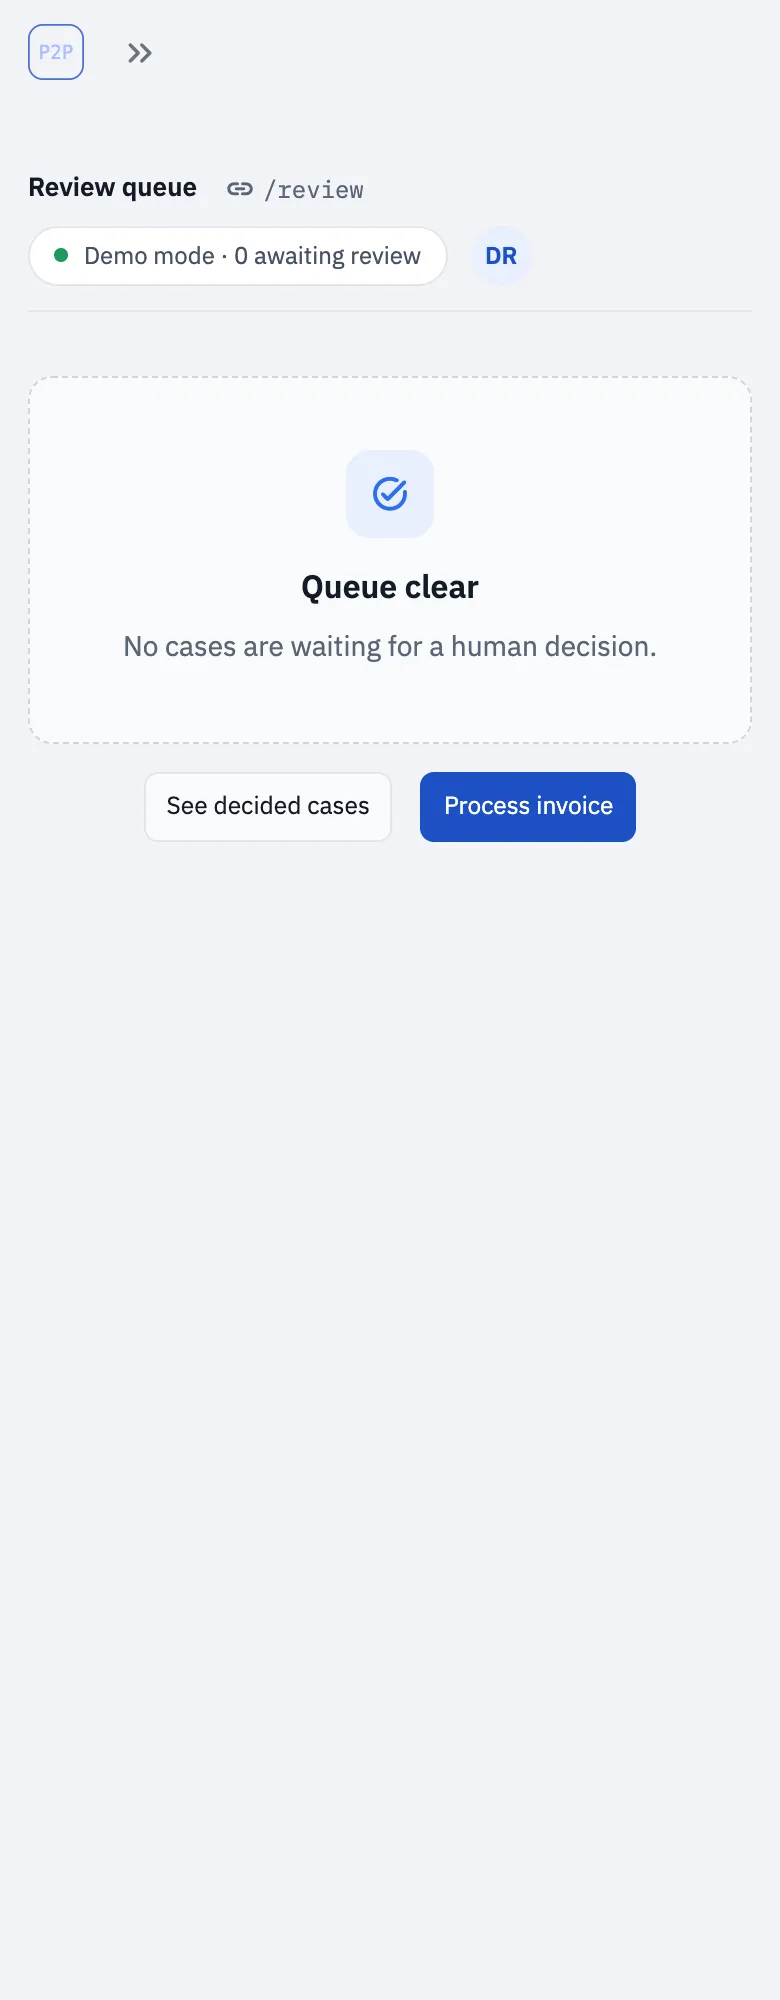 P2P
Review queue /review
Demo mode · 0 awaiting review DR
Queue clear
No cases are waiting for a human decision.
See decided cases Process invoice